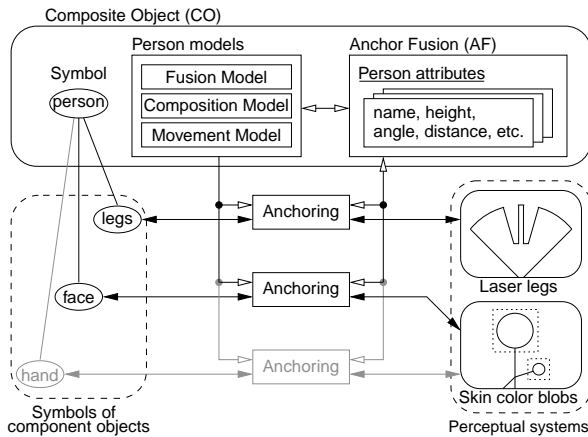 Composite Object (CO)
Person models
Anchor Fusion (AF)
Symbol
person
Fusion Model
Composition Model
Movement Model
Person attributes
name, height,
angle, distance, etc.
legs
Anchoring
Laser legs
face
Anchoring
hand
Anchoring
Skin color blobs
Symbols of
component objects
Perceptual systems